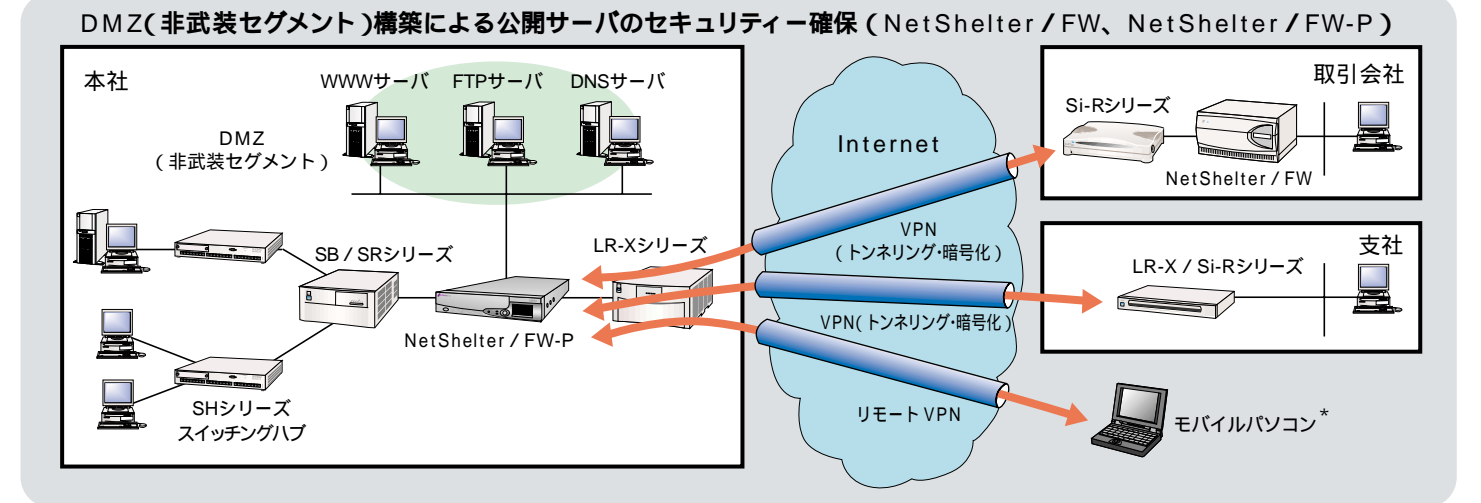 DMZ(非武装セグメント)構築による公開サーバのセキュリティー確保(NetShelter/FW、NetShelter/FW-P)
本社
WWWサーバ
FTPサーバ
DNSサーバ
DMZ
(非武装セグメント)
SB/SRシリーズ
LR-Xシリーズ
NetShelter/FW-P
SHシリーズ
スイッチングハブ
Internet
VPN
(トンネリング・暗号化)
VPN(トンネリング・暗号化)
リモートVPN
取引会社
Si-Rシリーズ
NetShelter/FW
支社
LR-X/Si-Rシリーズ
モバイルパソコン*